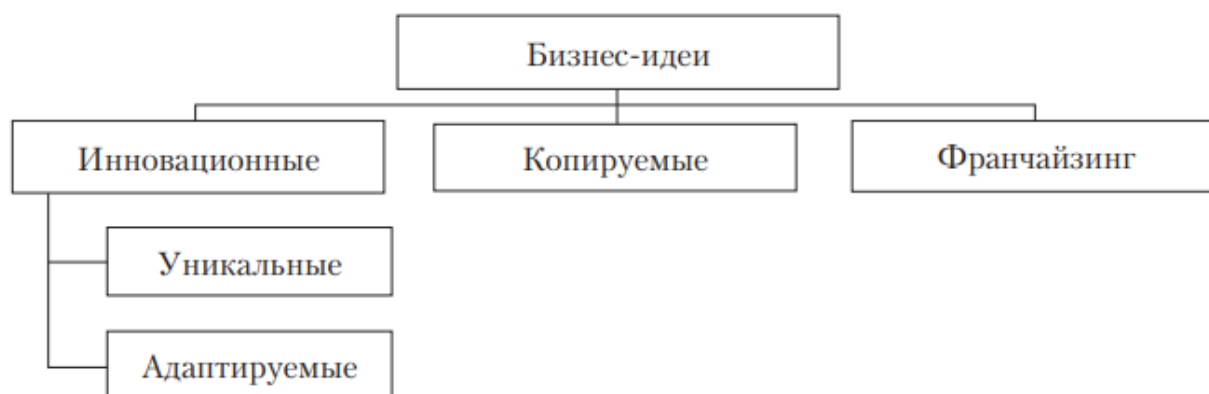 Бизнес-идеи
Инновационные
Копируемые
Франчайзинг
Уникальные
Адаптируемые